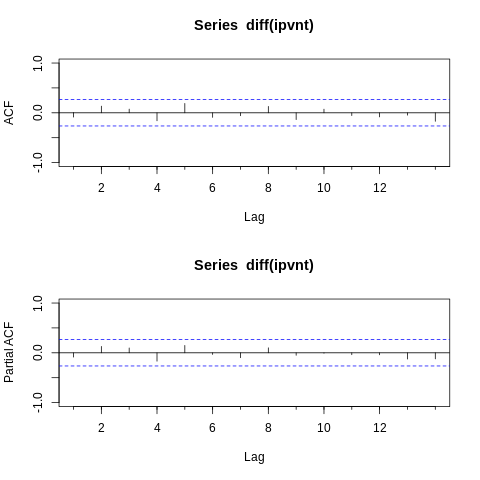 Series diff(ipvnt)
1.0
0.0
-1.0
ACF
2 4 6 8 10 12
Lag
Series diff(ipvnt)
1.0
0.0
-1.0
Partial ACF
2 4 6 8 10 12
Lag